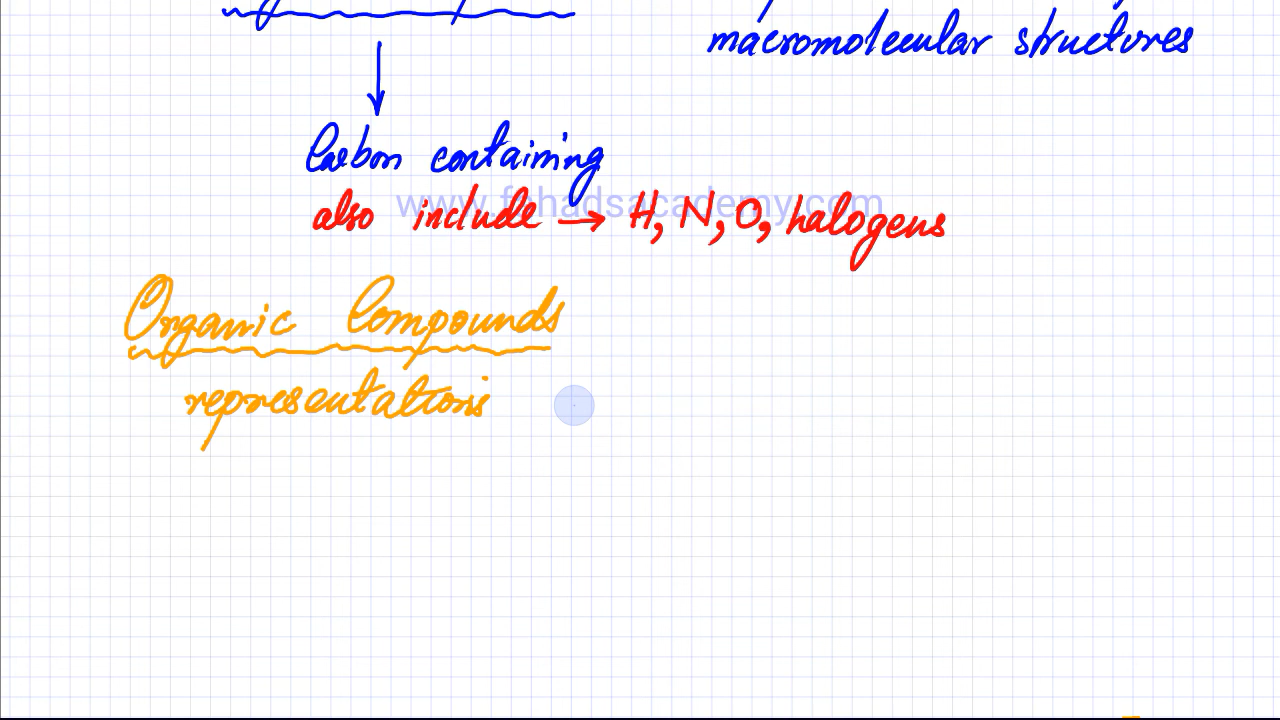 macromolecular structures
Carbon containing
www.fahadsacademy.com
also include → H, N, O, halogens
Organic Compounds
representations